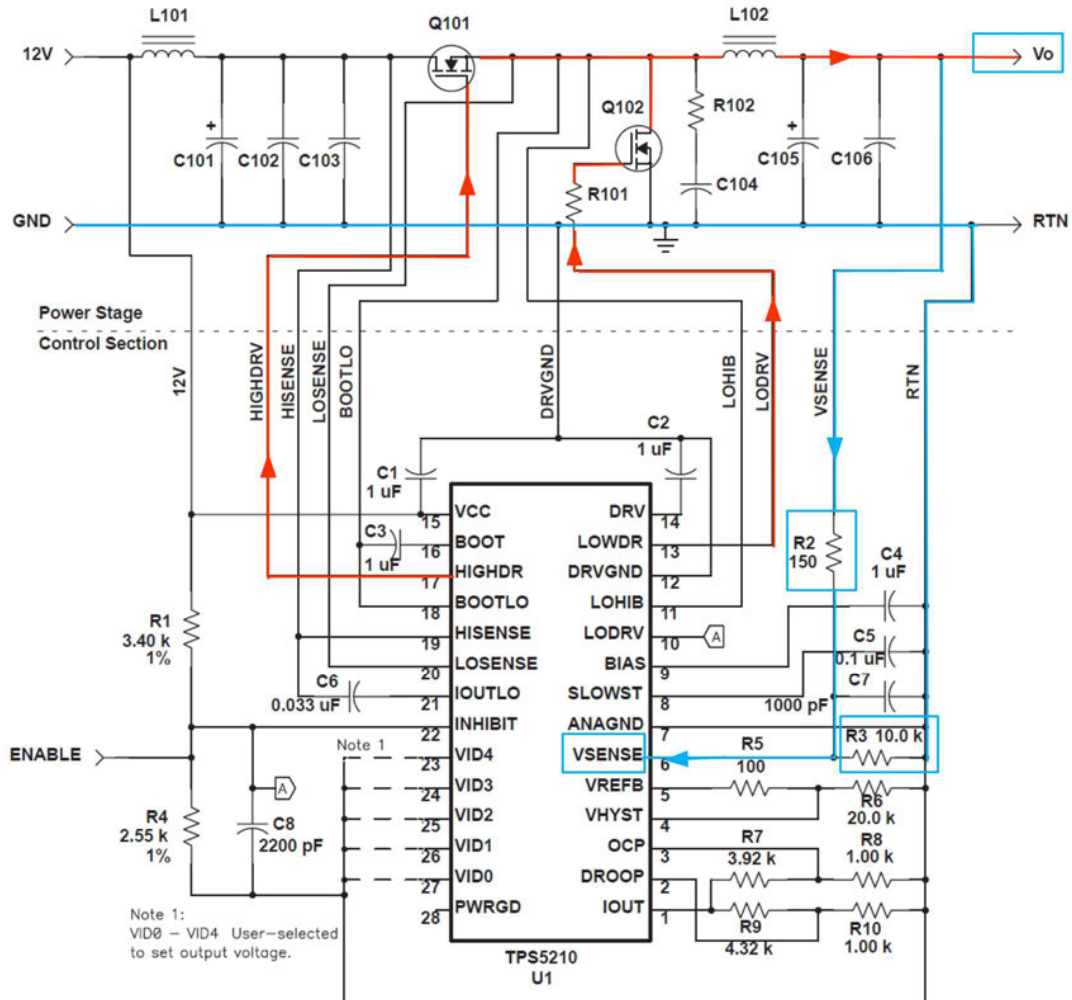 L101
Q101
L102
12V
Vo
Q102
R102
+
C101
C102
C103
R101
C104
+
C105
C106
GND
RTN
Power Stage
Control Section
12V
HIGHDRV
HISENSE
LOSENSE
BOOTLO
DRVGND
LOHIB
LODRV
VSENSE
RTN
C1
1 uF
C2
1 uF
C3
1 uF
R2
150
C4
1 uF
C5
0.1 uF
C7
1000 pF
R1
3.40 k
1%
C6
0.033 uF
VCC
15
BOOT
16
HIGHDR
17
BOOTLO
18
HISENSE
19
LOSENSE
20
IOUTLO
21
INHIBIT
22
VID4
23
VID3
24
VID2
25
VID1
26
VID0
27
PWRGD
28
DRV
14
LOWDR
13
DRVGND
12
LOHIB
11
LODRV
10
A
BIAS
9
SLOWST
8
ANAGND
7
VSENSE
6
VREFB
5
VHYST
4
OCP
3
DROOP
2
IOUT
1
R3 10.0 k
R5
100
R6
20.0 k
R7
3.92 k
R8
1.00 k
R9
4.32 k
R10
1.00 k
ENABLE
Note 1
A
R4
2.55 k
1%
C8
2200 pF
Note 1:
VID0 – VID4 User-selected
to set output voltage.
TPS5210
U1